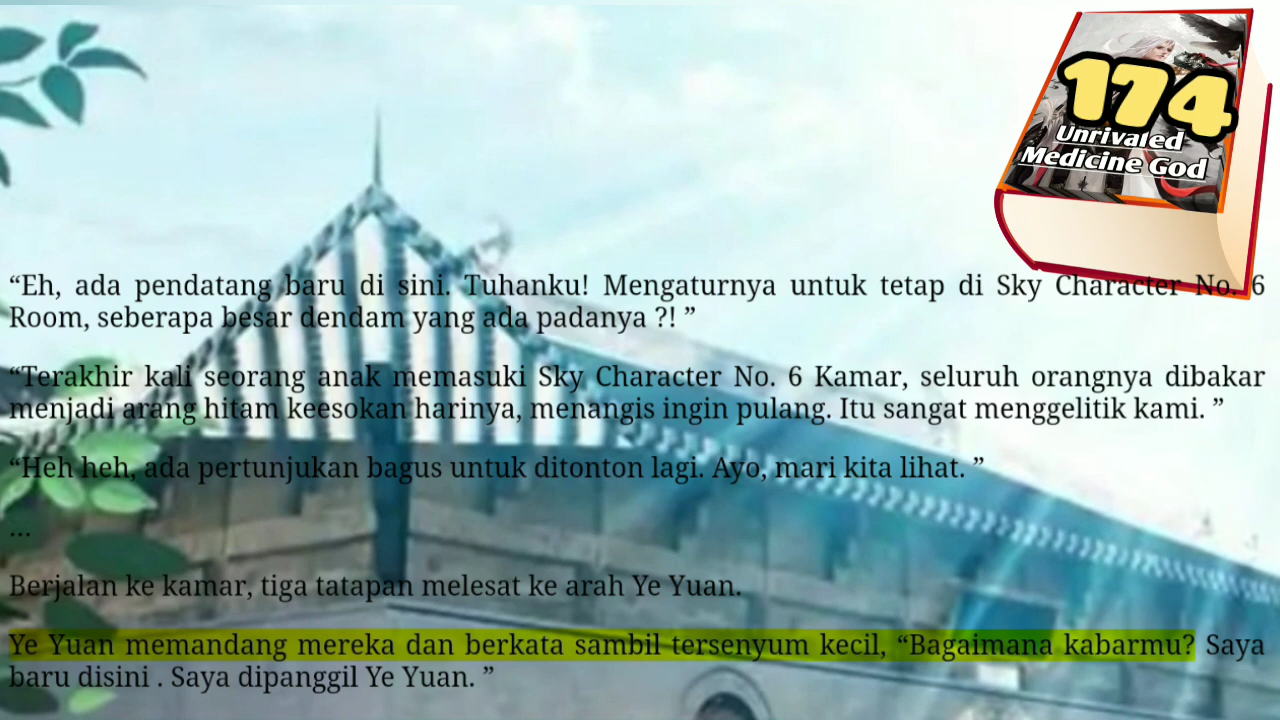 174
Unrivaled
Medicine God
“Eh, ada pendatang baru di sini. Tuhanku! Mengaturnya untuk tetap di Sky Character No. 6
Room, seberapa besar dendam yang ada padanya ?! ”
“Terakhir kali seorang anak memasuki Sky Character No. 6 Kamar, seluruh orangnya dibakar
menjadi arang hitam keesokan harinya, menangis ingin pulang. Itu sangat menggelitik kami. ”
“Heh heh, ada pertunjukan bagus untuk ditonton lagi. Ayo, mari kita lihat. ”
...
Berjalan ke kamar, tiga tatapan melesat ke arah Ye Yuan.
Ye Yuan memandang mereka dan berkata sambil tersenyum kecil, “Bagaimana kabarmu? Saya
baru disini . Saya dipanggil Ye Yuan. ”